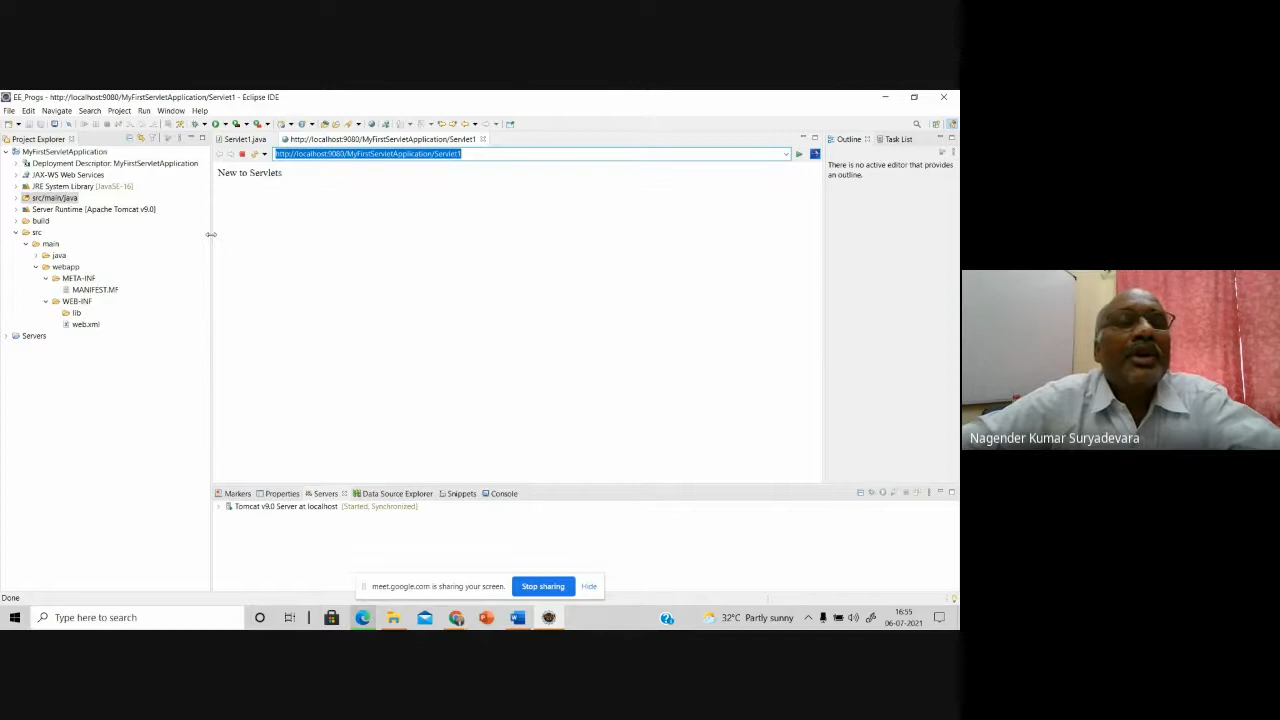 EE_Progs - http://localhost:9080/MyFirstServletApplication/Servlet1 - Eclipse IDE
File Edit Navigate Search Project Run Window Help
Project Explorer
Servlet1.java
http://localhost:9080/MyFirstServletApplication/Servlet1
Outline
Task List
MyFirstServletApplication
Deployment Descriptor: MyFirstServletApplication
JAX-WS Web Services
JRE System Library [JavaSE-16]
src/main/java
Server Runtime [Apache Tomcat v9.0]
build
src
main
java
webapp
META-INF
MANIFEST.MF
WEB-INF
lib
web.xml
Servers
http://localhost:9080/MyFirstServletApplication/Servlet1
New to Servlets
There is no active editor that provides
an outline.
Nagender Kumar Suryadevara
Markers Properties Servers Data Source Explorer Snippets Console
Tomcat v9.0 Server at localhost [Started, Synchronized]
meet.google.com is sharing your screen. Stop sharing Hide
Done
Type here to search
32°C Partly sunny
16:55
06-07-2021